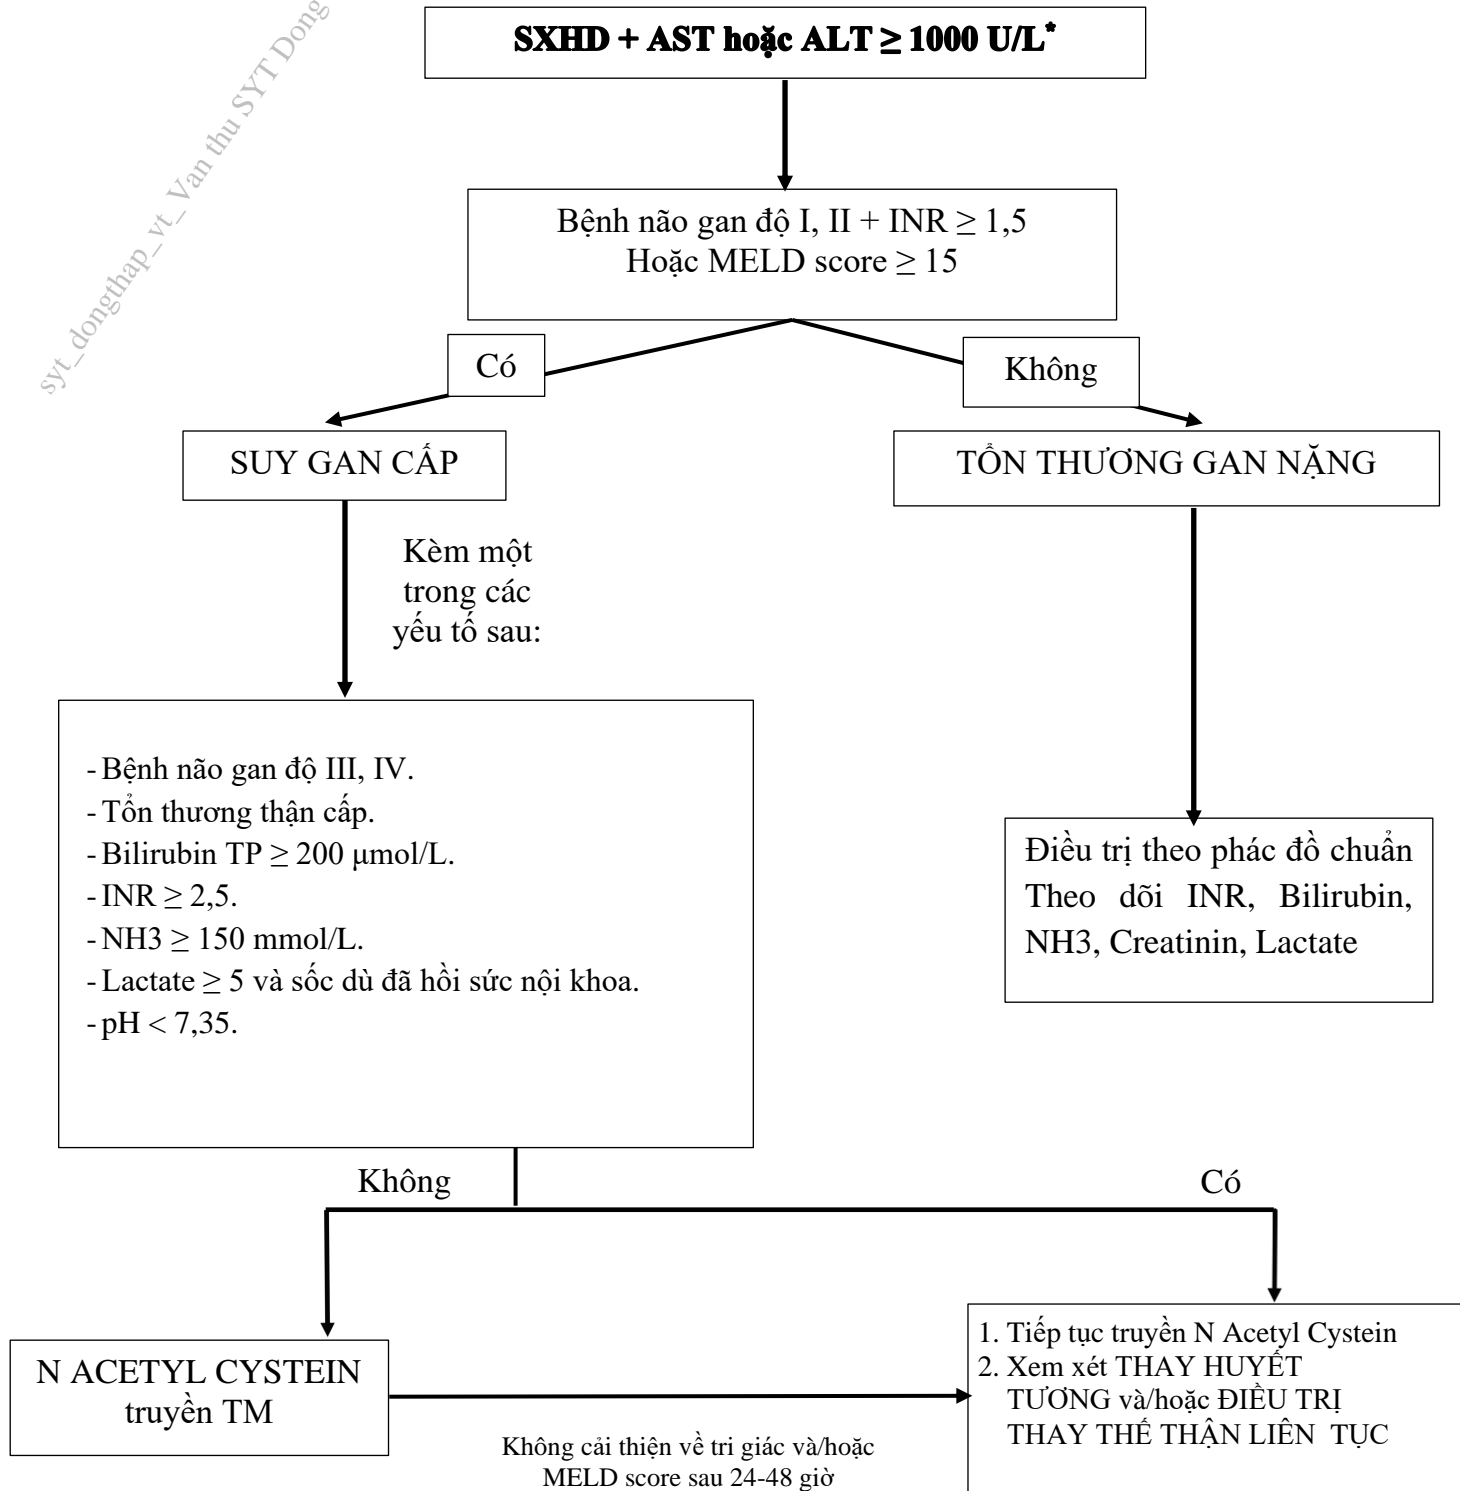 syt_dongthap_vt_Van thu SYT Dong
SXHD + AST hoặc ALT ≥ 1000 U/L*
Bệnh não gan độ I, II + INR ≥ 1,5
Hoặc MELD score ≥ 15
Có
Không
SUY GAN CẤP
TỔN THƯƠNG GAN NẶNG
Kèm một
trong các
yếu tố sau:
- Bệnh não gan độ III, IV.
- Tổn thương thận cấp.
- Bilirubin TP ≥ 200 μmol/L.
- INR ≥ 2,5.
- NH3 ≥ 150 mmol/L.
- Lactate ≥ 5 và sốc dù đã hồi sức nội khoa.
- pH < 7,35.
Điều trị theo phác đồ chuẩn
Theo dõi INR, Bilirubin,
NH3, Creatinin, Lactate
Không
Có
N ACETYL CYSTEIN
truyền TM
Không cải thiện về tri giác và/hoặc
MELD score sau 24-48 giờ
1. Tiếp tục truyền N Acetyl Cystein
2. Xem xét THAY HUYẾT
TƯƠNG và/hoặc ĐIỀU TRỊ
THAY THẾ THẬN LIÊN TỤC